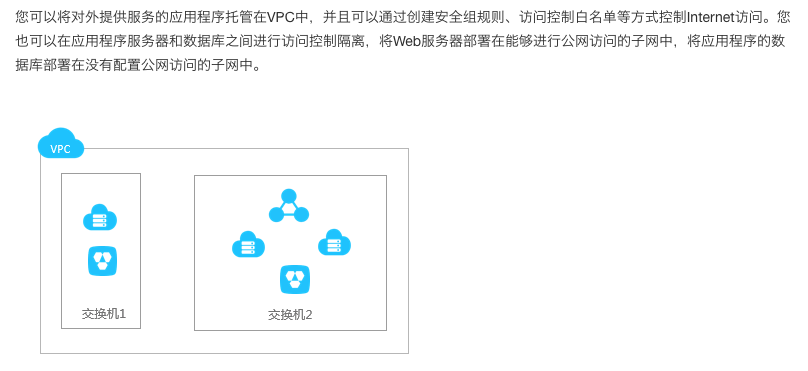 您可以将对外提供服务的应用程序托管在VPC中，并且可以通过创建安全组规则、访问控制白名单等方式控制Internet访问。您
也可以在应用程序服务器和数据库之间进行访问控制隔离，将Web服务器部署在能够进行公网访问的子网中，将应用程序的数
据库部署在没有配置公网访问的子网中。
VPC
交换机1
交换机2